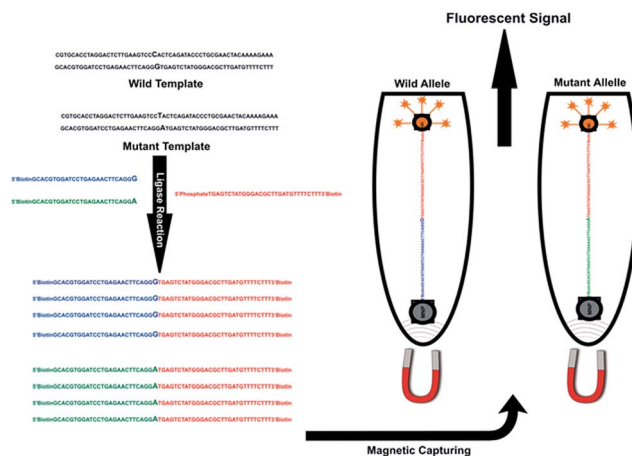 Fluorescent Signal
CGTGCACCTAGGACTCTTGAAGTCCCACTCAGATACCCTGCGAACTACAAAAGAAA
GCACGTGGATCCTGAGAACTTCAGGGTGAGTCTATGGGACGCTTGATGTTTTCTTT
Wild Template
CGTGCACCTAGGACTCTTGAAGTCCTACTCAGATACCCTGCGAACTACAAAAGAAA
GCACGTGGATCCTGAGAACTTCAGGATGAGTCTATGGGACGCTTGATGTTTTCTTT
Mutant Template
5'BiotinGCACGTGGATCCTGAGAACTTCAGGG
5'BiotinGCACGTGGATCCTGAGAACTTCAGGA
5'PhosphateTGAGTCTATGGGACGCTTGATGTTTTCTTT3'Biotin
Ligase Reaction
5'BiotinGCACGTGGATCCTGAGAACTTCAGGGTGAGTCTATGGGACGCTTGATGTTTTCTTT3'Biotin
5'BiotinGCACGTGGATCCTGAGAACTTCAGGGTGAGTCTATGGGACGCTTGATGTTTTCTTT3'Biotin
5'BiotinGCACGTGGATCCTGAGAACTTCAGGGTGAGTCTATGGGACGCTTGATGTTTTCTTT3'Biotin
5'BiotinGCACGTGGATCCTGAGAACTTCAGGGTGAGTCTATGGGACGCTTGATGTTTTCTTT3'Biotin
5'BiotinGCACGTGGATCCTGAGAACTTCAGGATGAGTCTATGGGACGCTTGATGTTTTCTTT3'Biotin
5'BiotinGCACGTGGATCCTGAGAACTTCAGGATGAGTCTATGGGACGCTTGATGTTTTCTTT3'Biotin
5'BiotinGCACGTGGATCCTGAGAACTTCAGGATGAGTCTATGGGACGCTTGATGTTTTCTTT3'Biotin
5'BiotinGCACGTGGATCCTGAGAACTTCAGGATGAGTCTATGGGACGCTTGATGTTTTCTTT3'Biotin
Wild Allele
Mutant Allelle
Magnetic Capturing